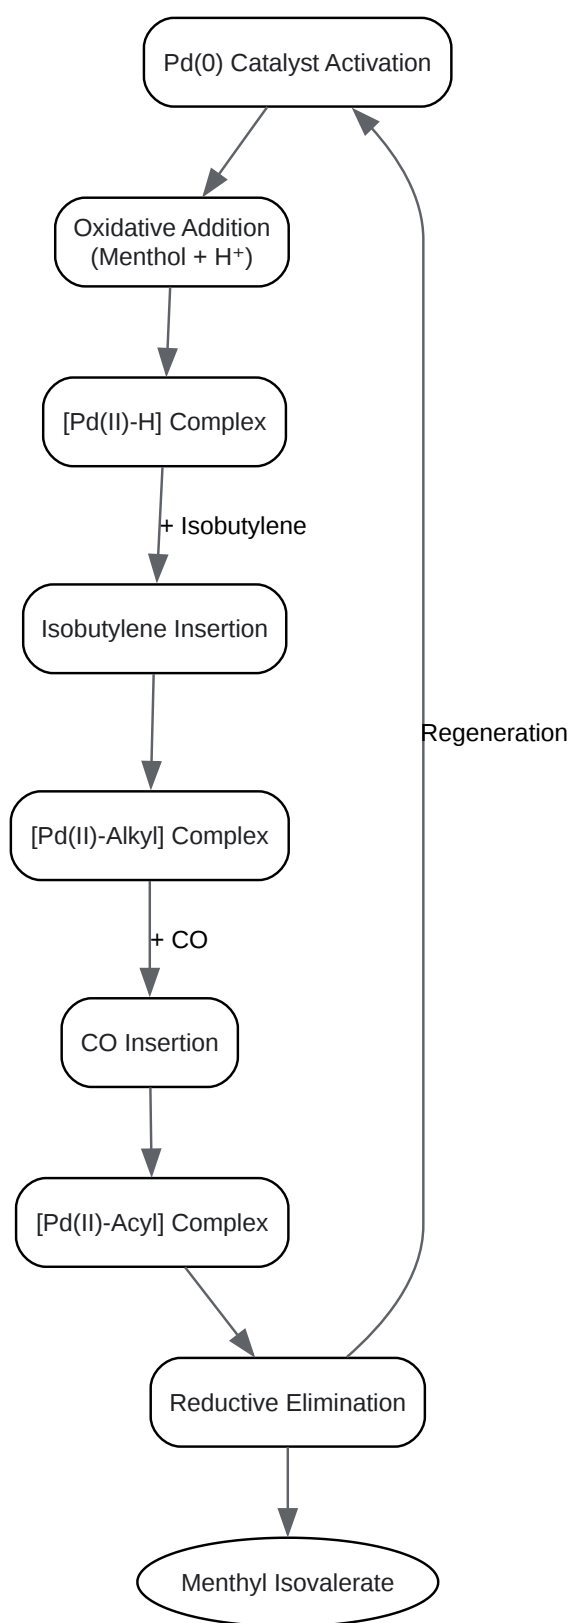 Pd(0) Catalyst Activation
Oxidative Addition
(Menthol + H⁺)
[Pd(II)-H] Complex
+ Isobutylene
Isobutylene Insertion
Regeneration
[Pd(II)-Alkyl] Complex
+ CO
CO Insertion
[Pd(II)-Acyl] Complex
Reductive Elimination
Menthyl Isovalerate